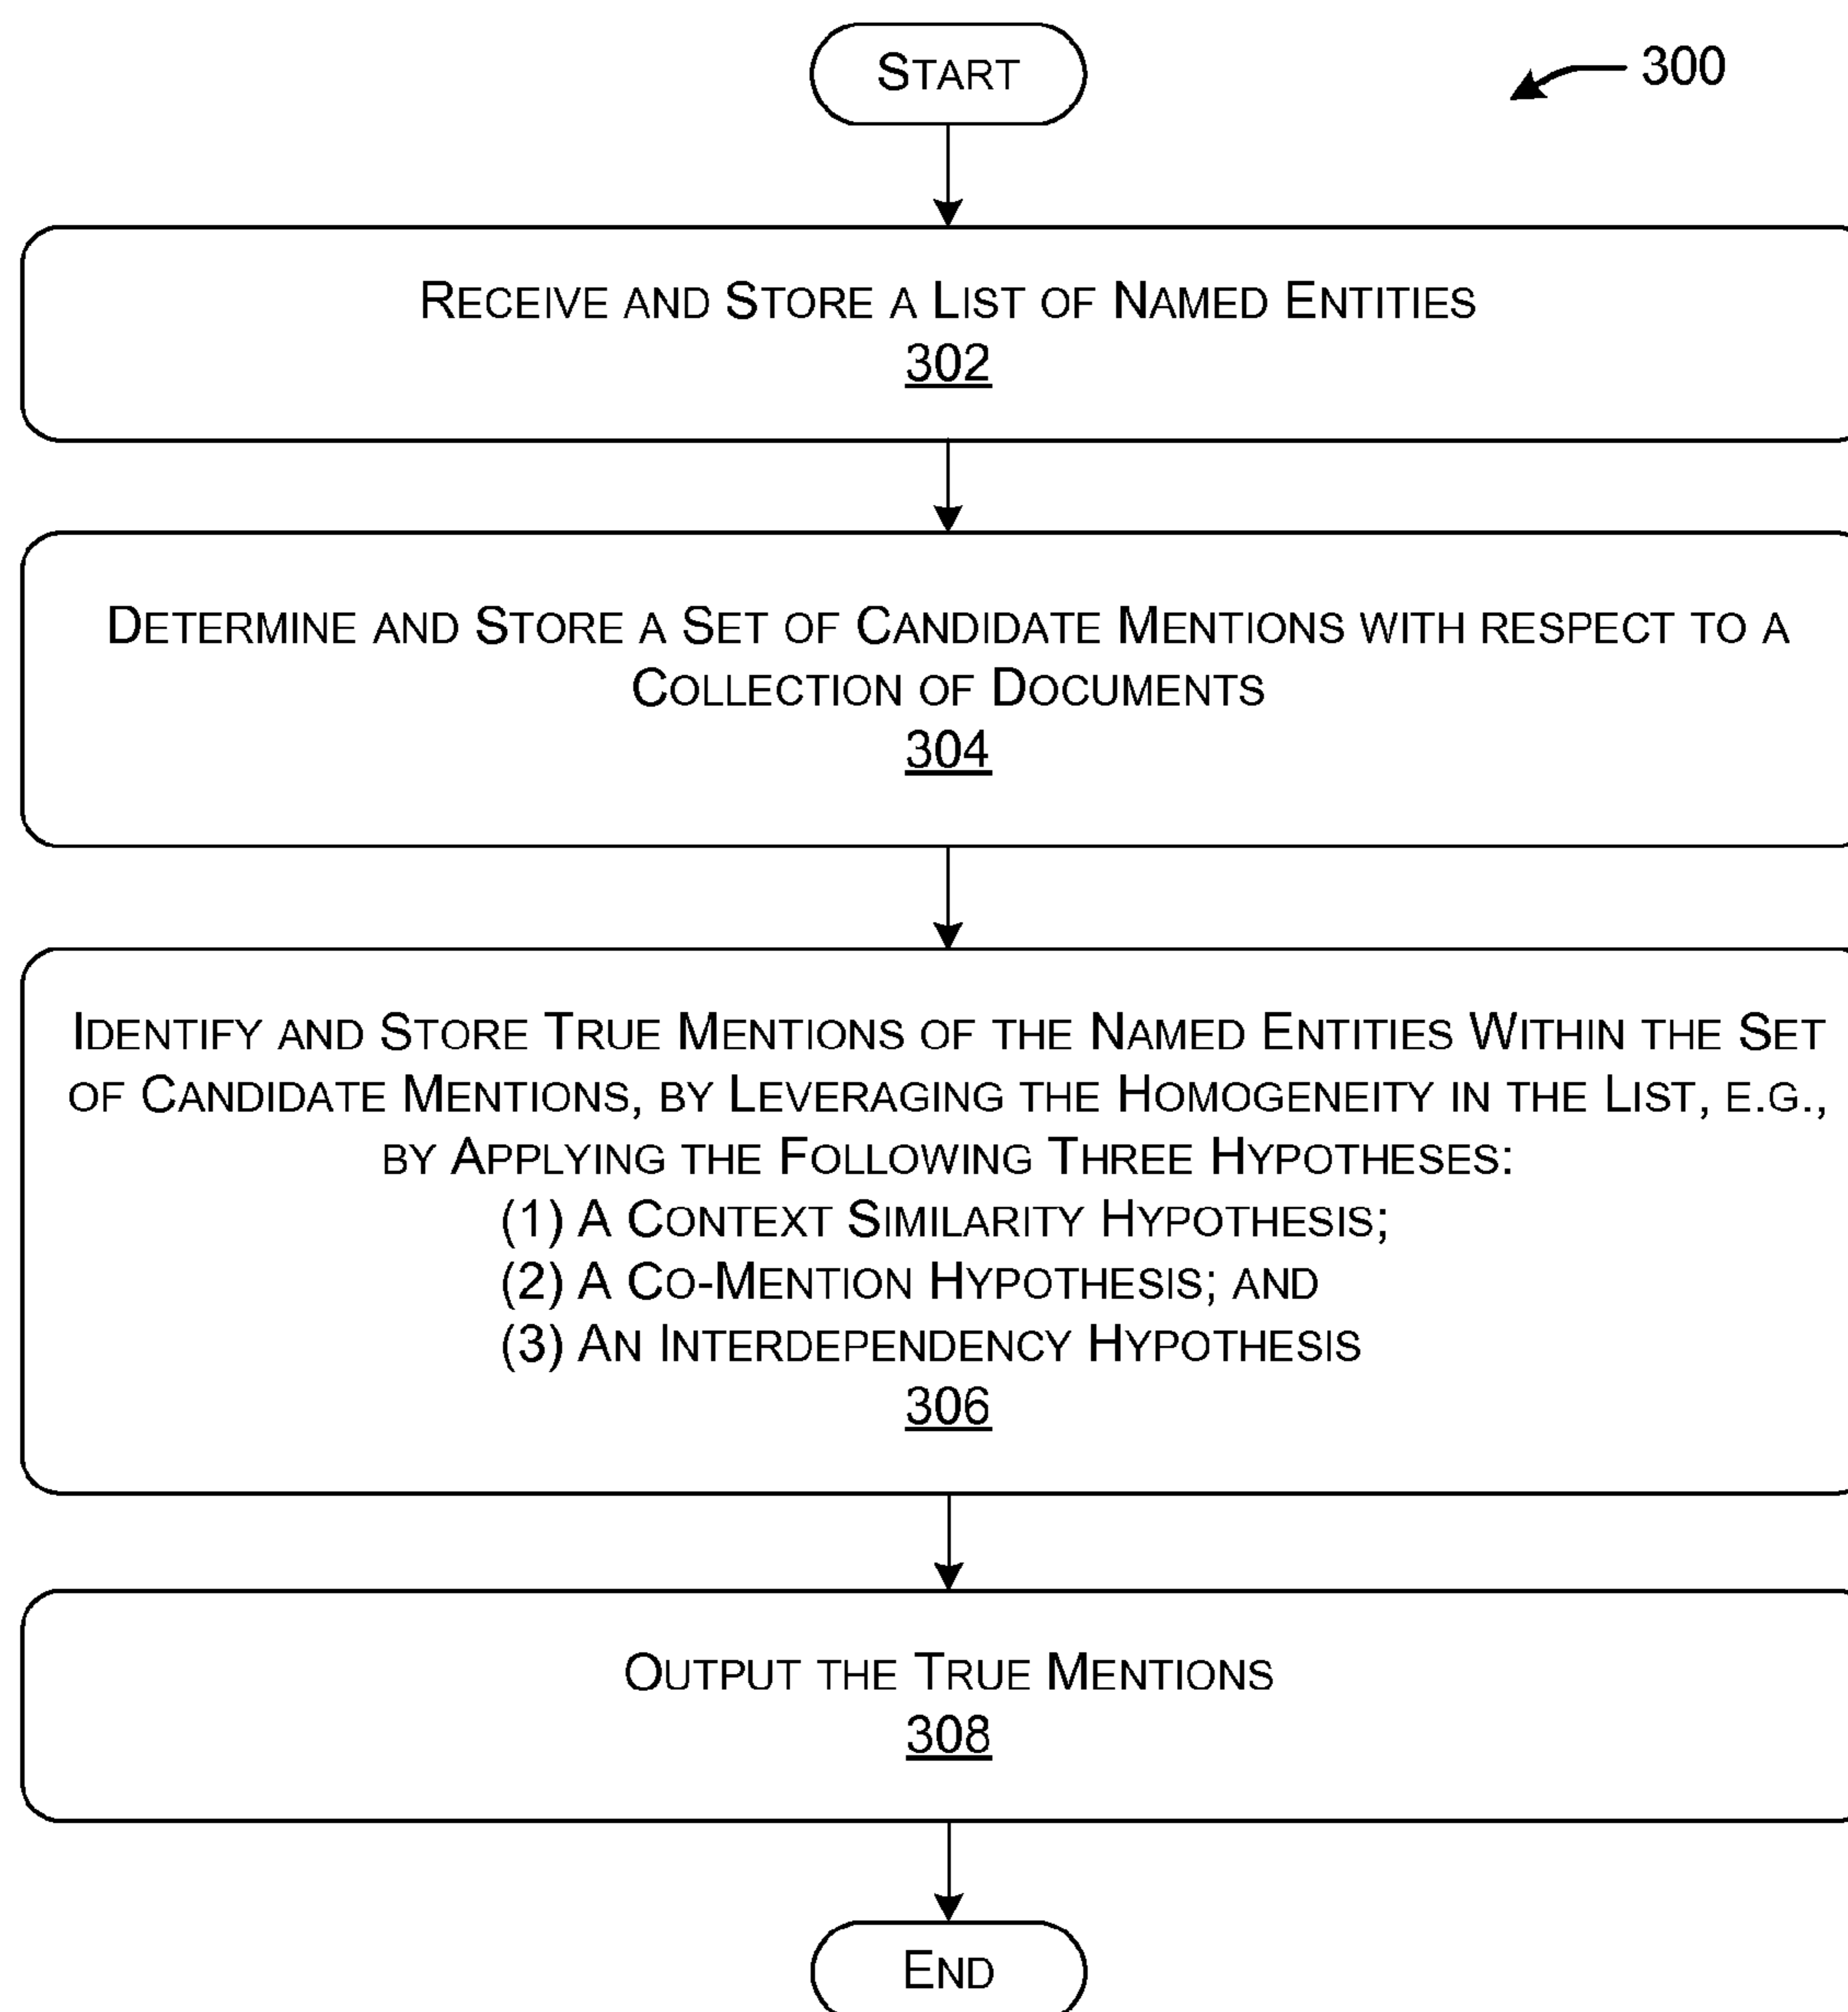 START
300
RECEIVE AND STORE A LIST OF NAMED ENTITIES
302
DETERMINE AND STORE A SET OF CANDIDATE MENTIONS WITH RESPECT TO A
COLLECTION OF DOCUMENTS
304
IDENTIFY AND STORE TRUE MENTIONS OF THE NAMED ENTITIES WITHIN THE SET
OF CANDIDATE MENTIONS, BY LEVERAGING THE HOMOGENEITY IN THE LIST, E.G.,
BY APPLYING THE FOLLOWING THREE HYPOTHESES:
(1) A CONTEXT SIMILARITY HYPOTHESIS;
(2) A CO-MENTION HYPOTHESIS; AND
(3) AN INTERDEPENDENCY HYPOTHESIS
306
OUTPUT THE TRUE MENTIONS
308
END